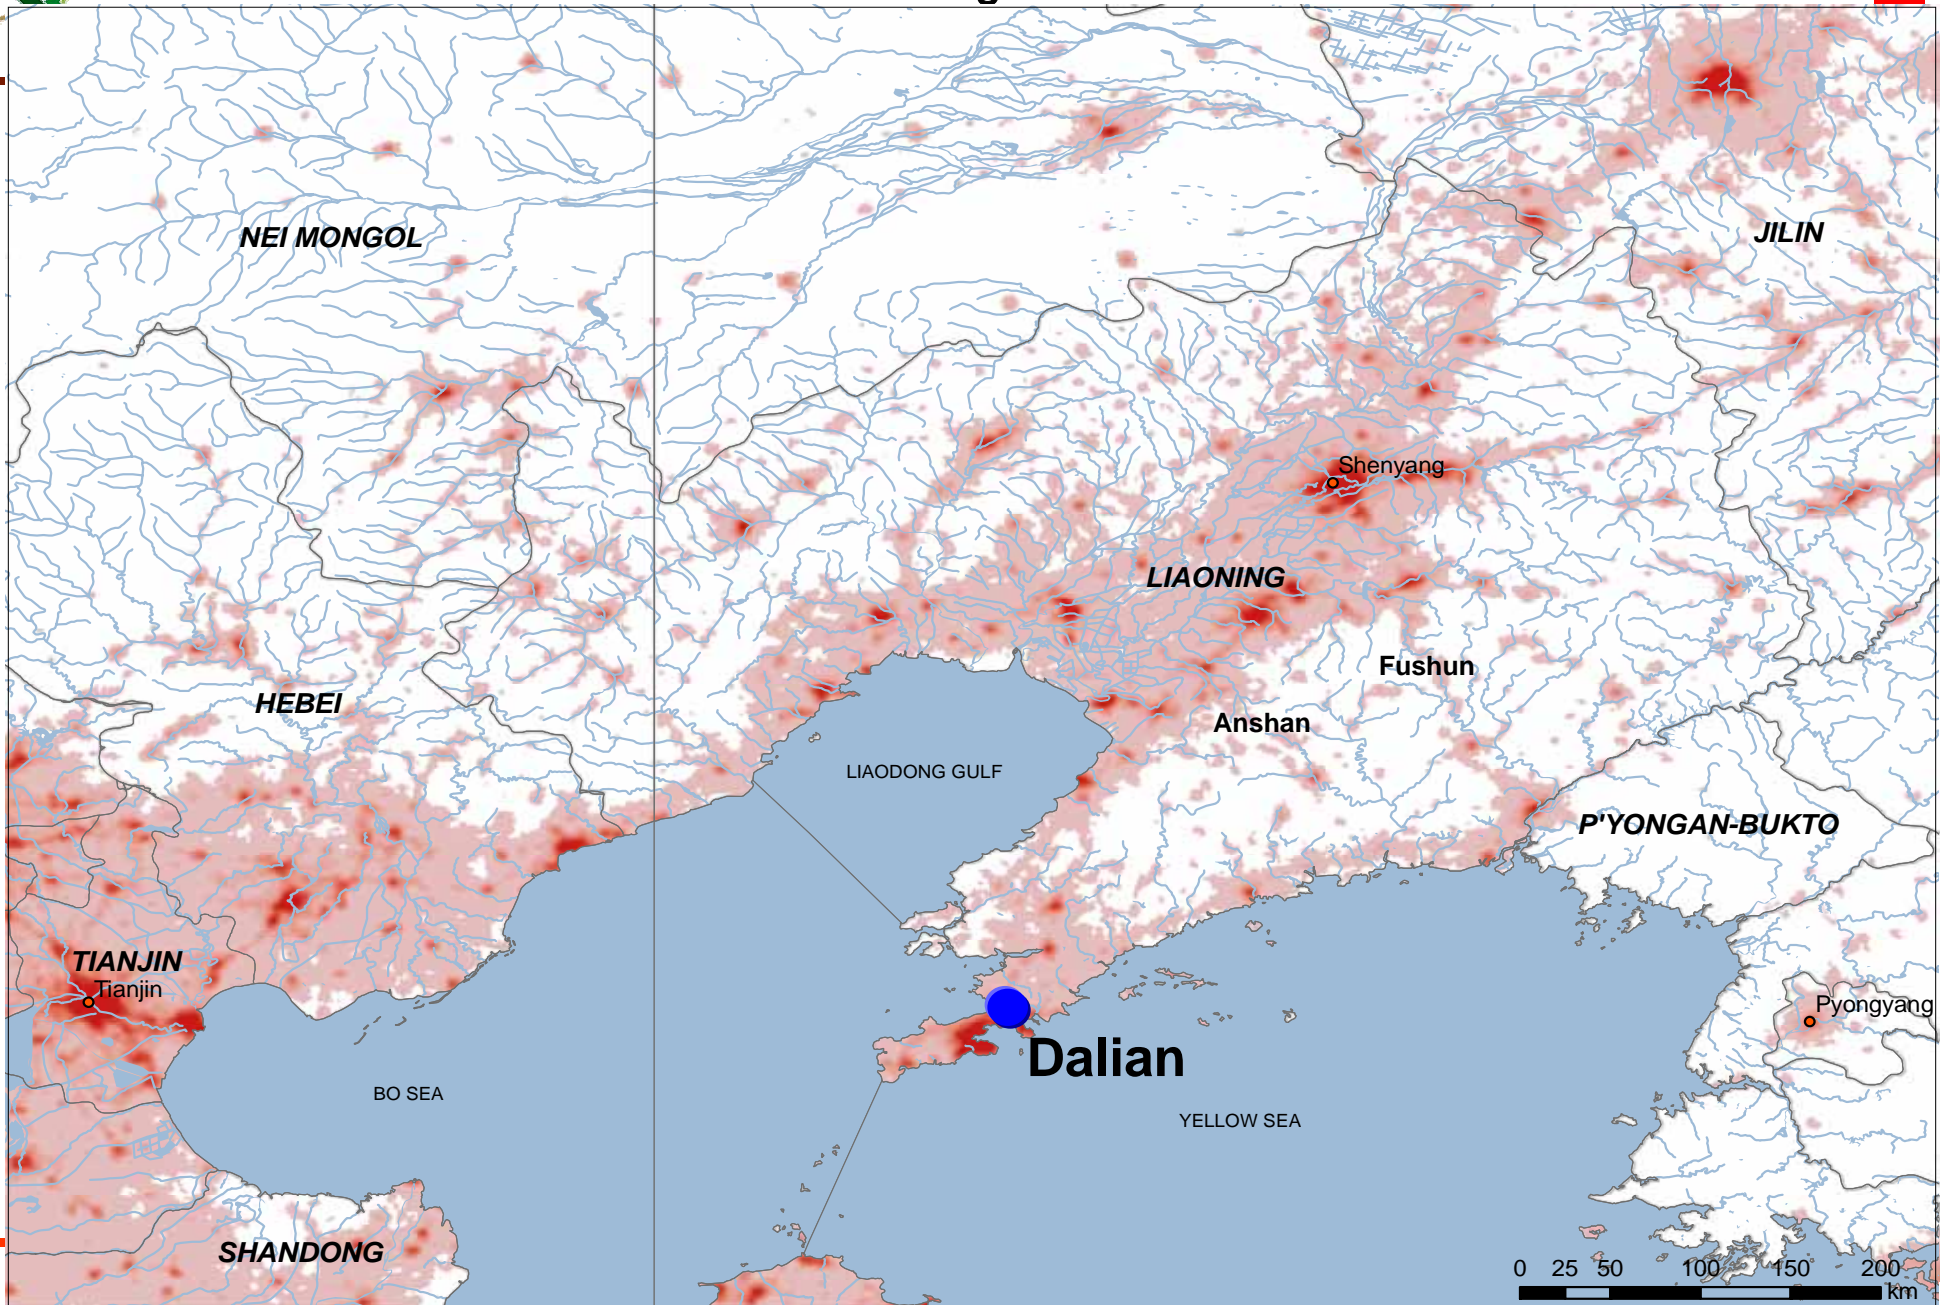 NEI MONGOL
JILIN
Shenyang
LIAONING
Fushun
HEBEI
Anshan
LIAODONG GULF
P'YONGAN-BUKTO
TIANJIN
Tianjin
Pyongyang
Dalian
BO SEA
YELLOW SEA
SHANDONG
0 25 50 100 150 200
km